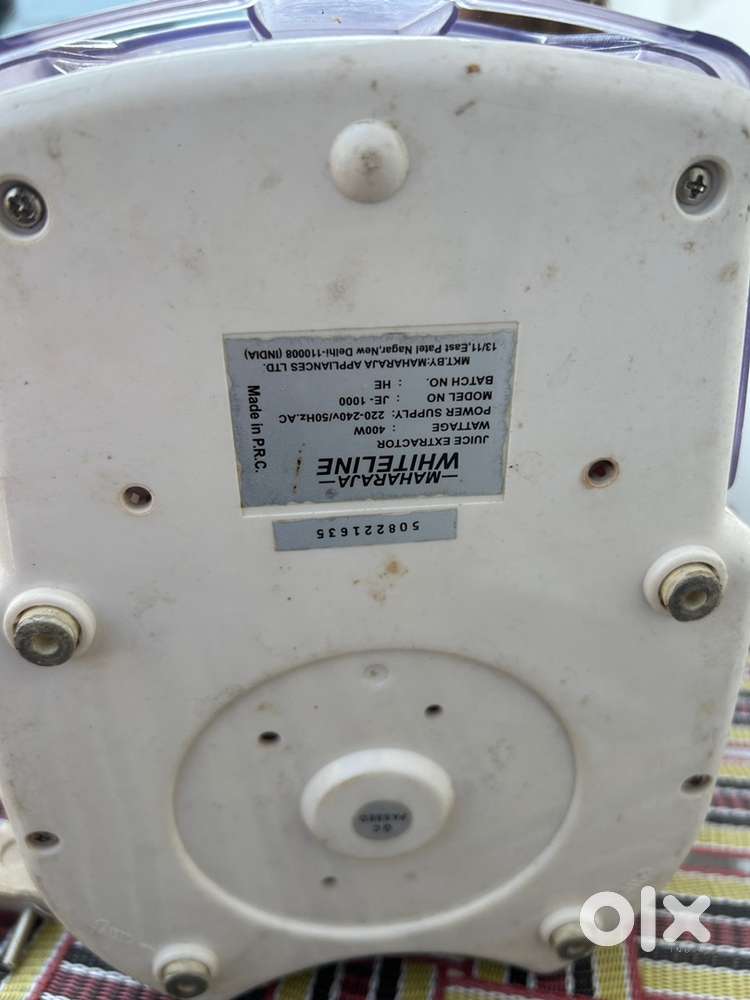 —MAHARAJA—
WHITELINE
JUICE EXTRACTOR
WATTAGE : 400W
POWER SUPPLY: 220-240v/50Hz.AC
MODEL NO : JE- 1000
BATCH NO. : HE
MKT.BY:MAHARAJA APPLIANCES LTD.
13/11,East Patel Nagar,New Delhi-110008 (INDIA)
Made in P.R.C.
508221635
QC
PASSED
olx